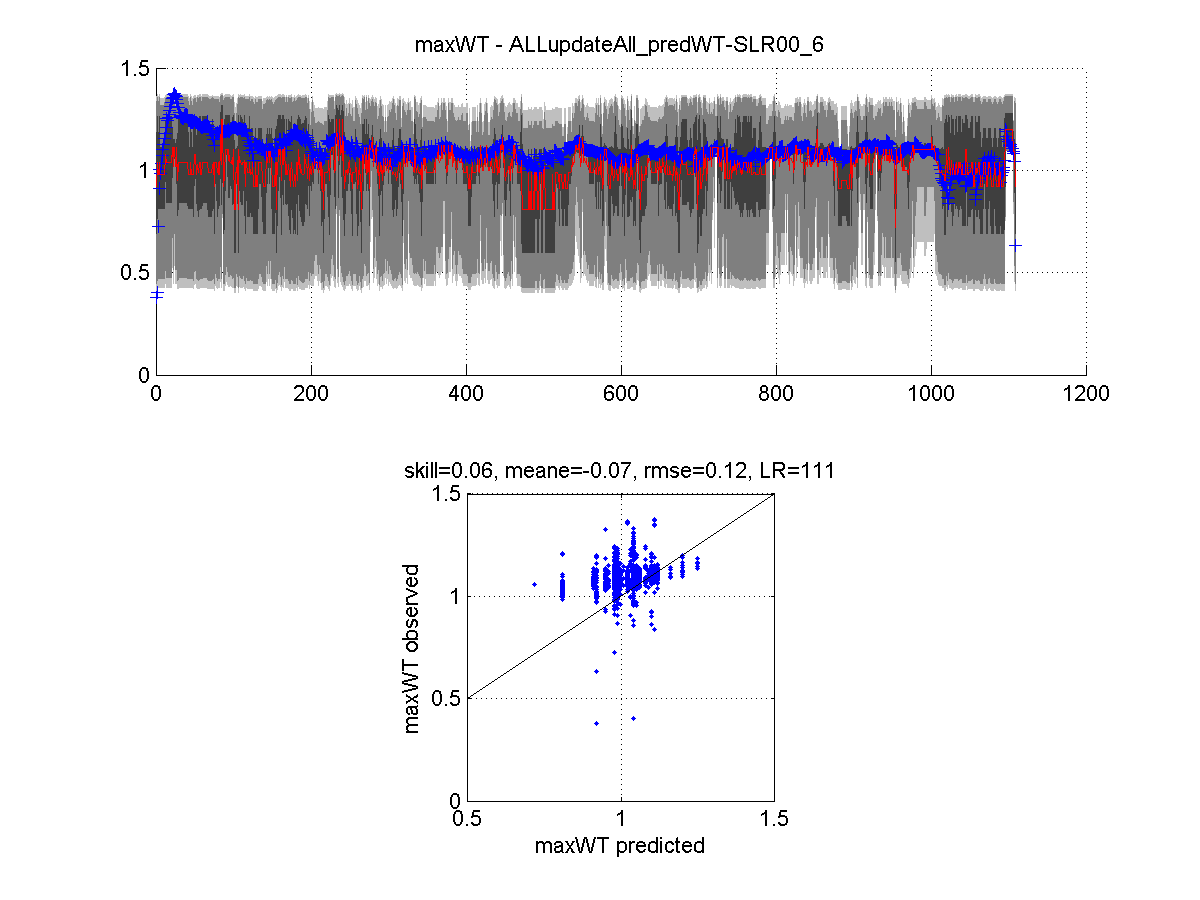 maxWT - ALLupdateAll_predWT-SLR00_6
1.5
1
0.5
0
0 200 400 600 800 1000 1200
skill=0.06, meane=-0.07, rmse=0.12, LR=111
1.5
1
0.5
0
maxWT observed
0.5 1 1.5
maxWT predicted